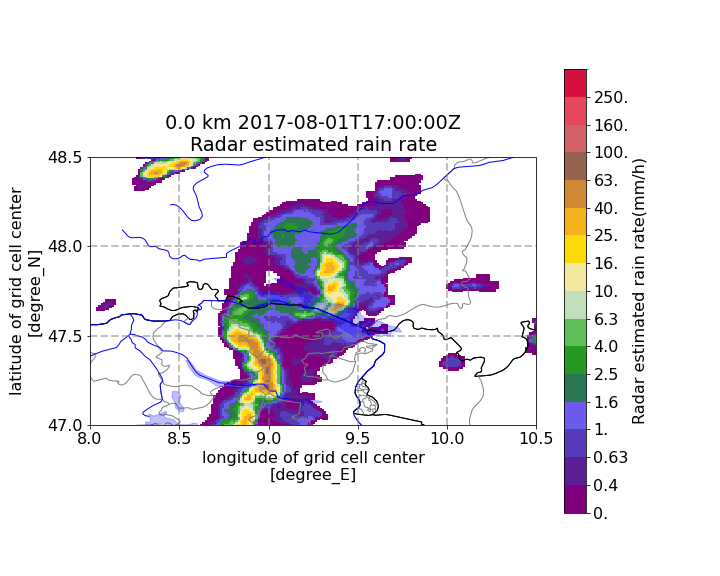 0.0 km 2017-08-01T17:00:00Z
Radar estimated rain rate
48.5
48.0
47.5
47.0
latitude of grid cell center
[degree_N]
8.0 8.5 9.0 9.5 10.0 10.5
longitude of grid cell center
[degree_E]
250.
160.
100.
63.
40.
25.
16.
10.
6.3
4.0
2.5
1.6
1.
0.63
0.4
0.
Radar estimated rain rate(mm/h)